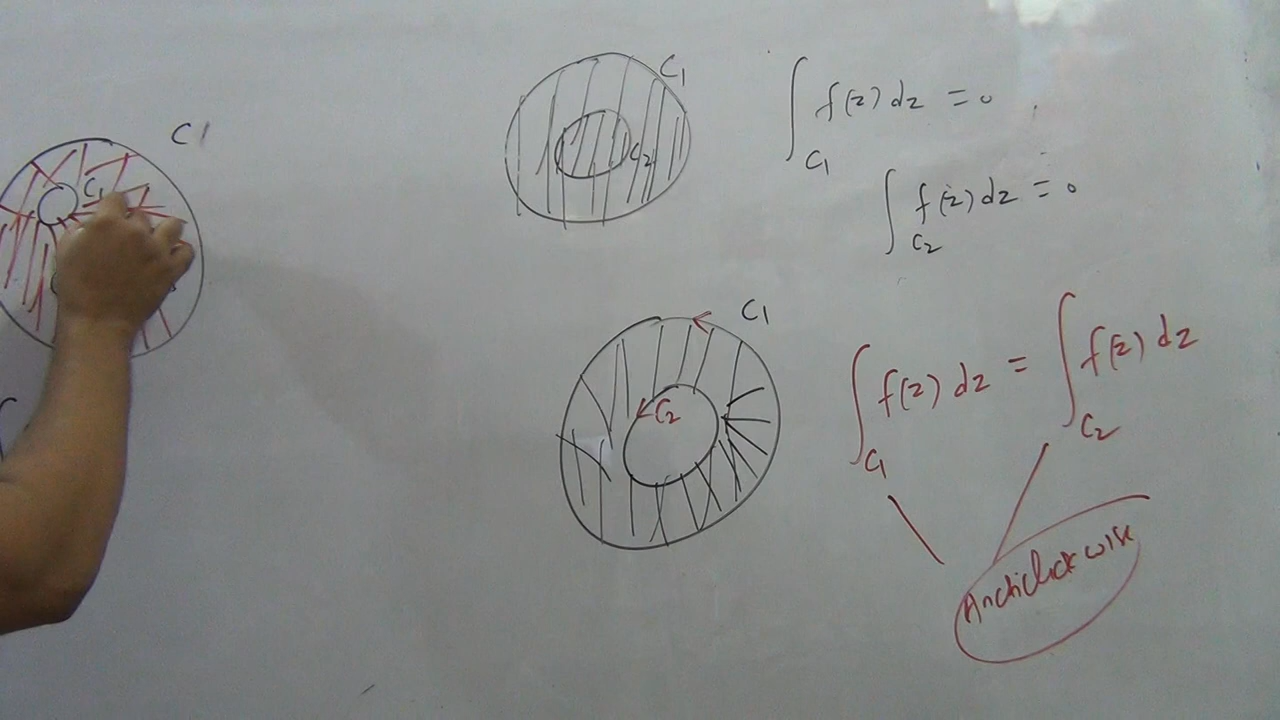 C1
C1
C1
C2
∫C1 f(z) dz = 0
∫C2 f(z) dz = 0
C1
C2
∫C1 f(z) dz = ∫C2 f(z) dz
Anticlockwise